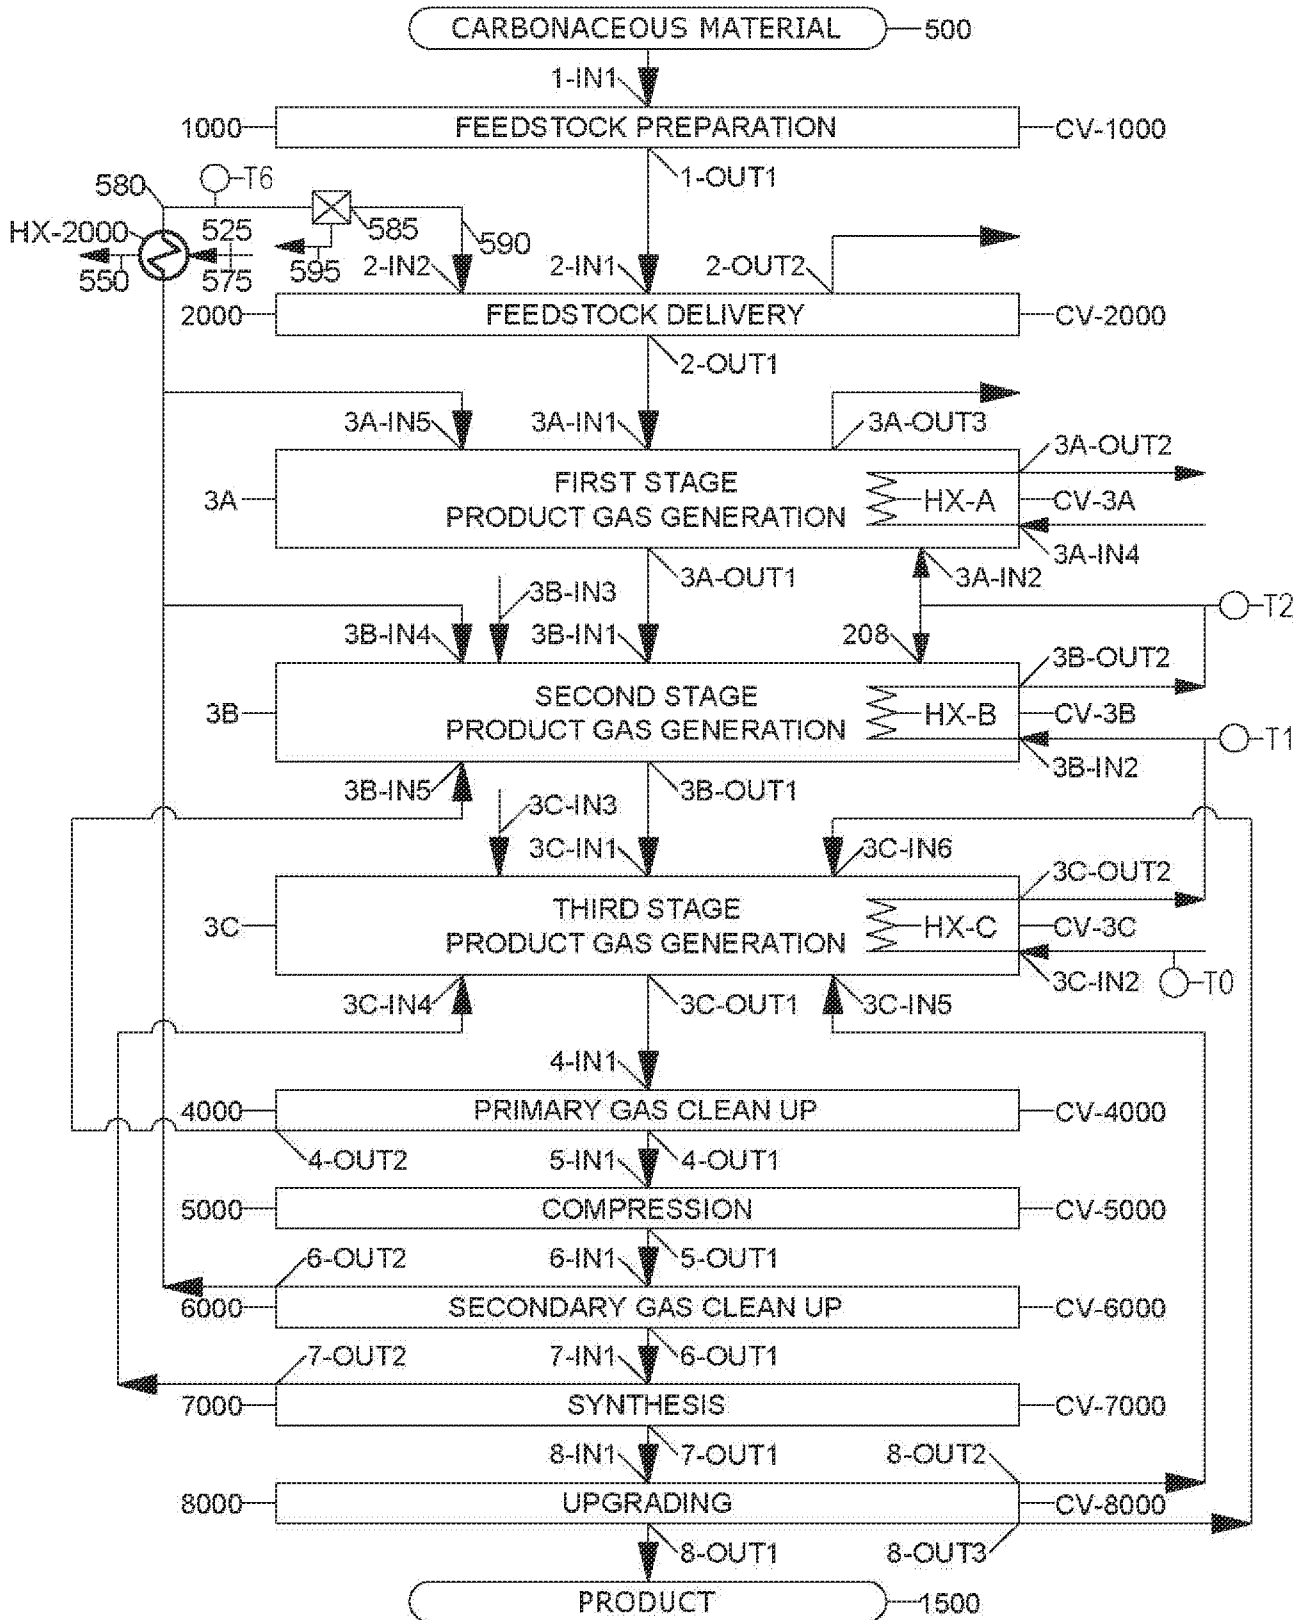 CARBONACEOUS MATERIAL 500
1-IN1
1000 FEEDSTOCK PREPARATION CV-1000
1-OUT1
580 T6
HX-2000 525 585 590
550 575 595
2-IN2 2-IN1 2-OUT2
2000 FEEDSTOCK DELIVERY CV-2000
2-OUT1
3A-IN5 3A-IN1 3A-OUT3
3A-OUT2
FIRST STAGE
3A PRODUCT GAS GENERATION HX-A CV-3A
3A-IN4
3A-OUT1 3A-IN2
3B-IN3
T2
3B-IN4 3B-IN1 208
3B-OUT2
SECOND STAGE
3B PRODUCT GAS GENERATION HX-B CV-3B
T1
3B-IN2
3B-IN5 3B-OUT1
3C-IN3
3C-IN1 3C-IN6
3C-OUT2
THIRD STAGE
3C PRODUCT GAS GENERATION HX-C CV-3C
3C-IN2 T0
3C-IN4 3C-OUT1 3C-IN5
4-IN1
4000 PRIMARY GAS CLEAN UP CV-4000
4-OUT2 5-IN1 4-OUT1
5000 COMPRESSION CV-5000
6-OUT2 6-IN1 5-OUT1
6000 SECONDARY GAS CLEAN UP CV-6000
7-OUT2 7-IN1 6-OUT1
7000 SYNTHESIS CV-7000
8-IN1 7-OUT1 8-OUT2
8000 UPGRADING CV-8000
8-OUT1 8-OUT3
PRODUCT 1500